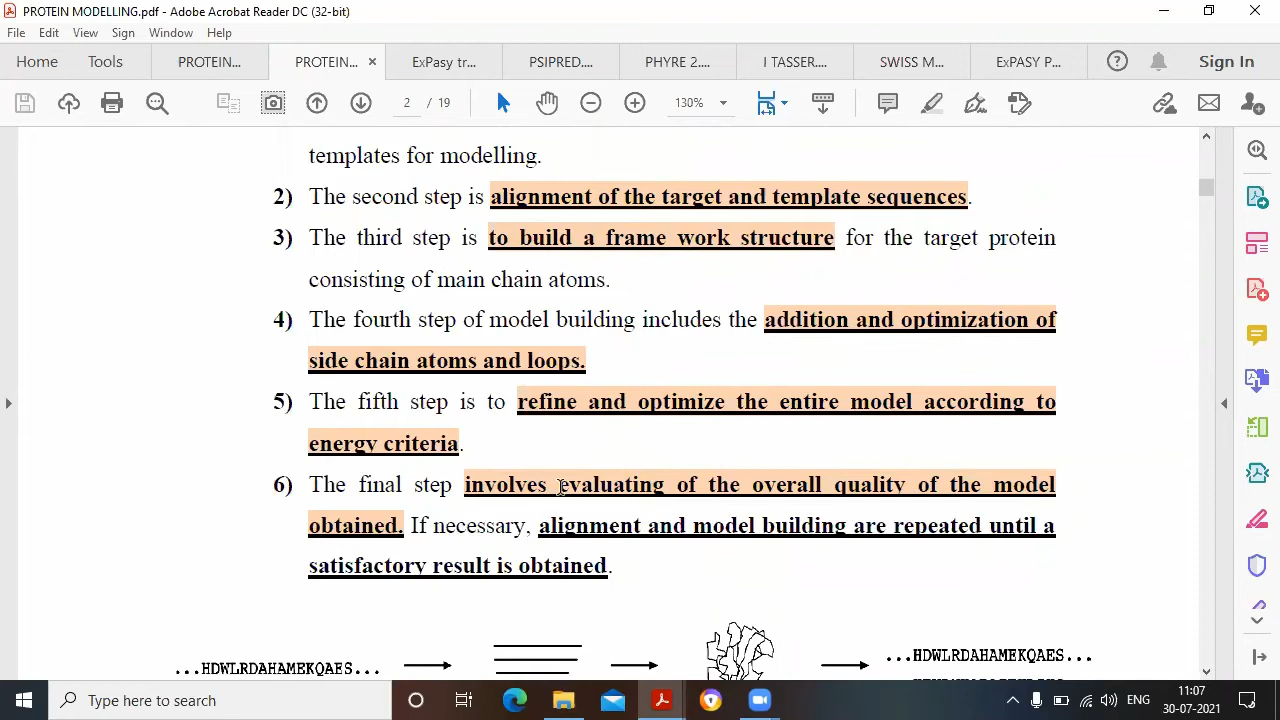 PROTEIN MODELLING.pdf - Adobe Acrobat Reader DC (32-bit)
File Edit View Sign Window Help
Home Tools PROTEIN... PROTEIN... × ExPasy tr... PSIPRED.... PHYRE 2.... I TASSER.... SWISS M... ExPASY P... Sign In
2 / 19 130%
templates for modelling.
2) The second step is alignment of the target and template sequences.
3) The third step is to build a frame work structure for the target protein
consisting of main chain atoms.
4) The fourth step of model building includes the addition and optimization of
side chain atoms and loops.
5) The fifth step is to refine and optimize the entire model according to
energy criteria.
6) The final step involves evaluating of the overall quality of the model
obtained. If necessary, alignment and model building are repeated until a
satisfactory result is obtained.
...HDWLRDAHAMEKQAES...
...HDWLRDAHAMEKQAES...
Type here to search
ENG
11:07
30-07-2021